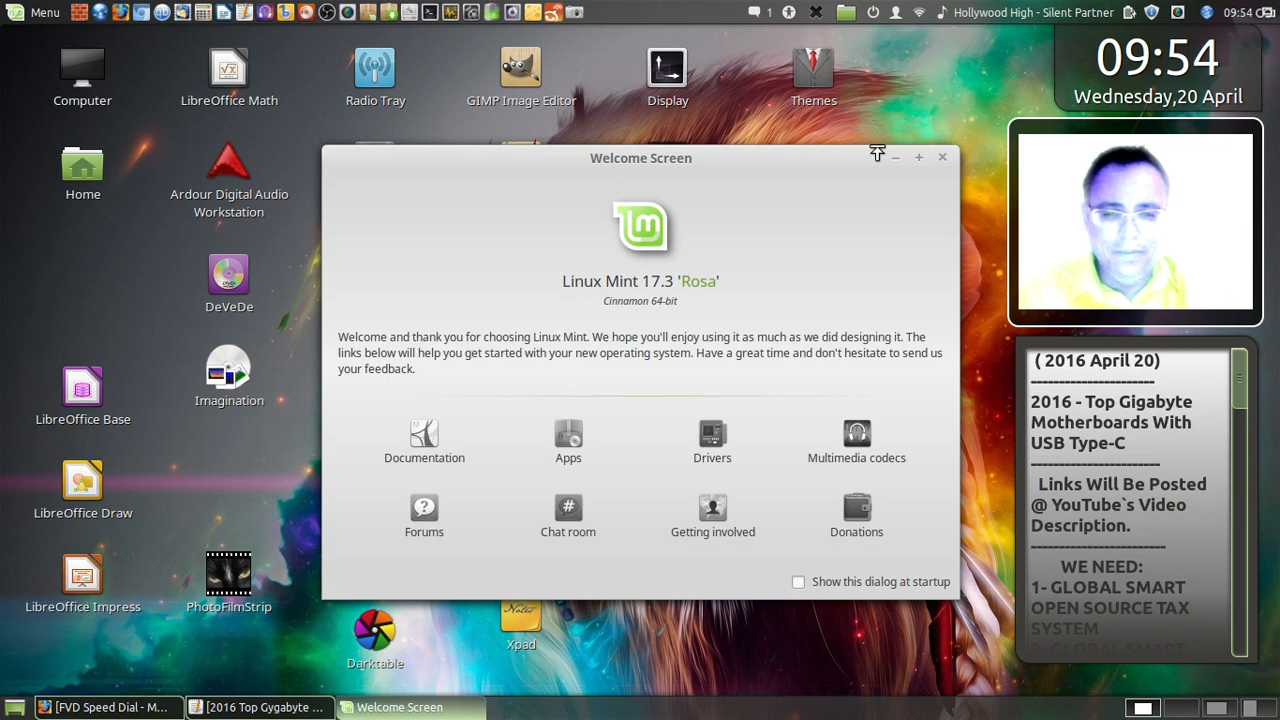 Menu
1
Hollywood High - Silent Partner
09:54
Computer
LibreOffice Math
Radio Tray
GIMP Image Editor
Display
Themes
09:54
Wednesday,20 April
Home
Ardour Digital Audio
Workstation
DeVeDe
Imagination
LibreOffice Base
LibreOffice Draw
LibreOffice Impress
PhotoFilmStrip
Darktable
Notes
Xpad
Welcome Screen
Linux Mint 17.3 'Rosa'
Cinnamon 64-bit
Welcome and thank you for choosing Linux Mint. We hope you'll enjoy using it as much as we did designing it. The
links below will help you get started with your new operating system. Have a great time and don't hesitate to send us
your feedback.
Documentation
Apps
Drivers
Multimedia codecs
Forums
Chat room
Getting involved
Donations
Show this dialog at startup
( 2016 April 20)
----------------------
2016 - Top Gigabyte
Motherboards With
USB Type-C
-----------------------
Links Will Be Posted
@ YouTube`s Video
Description.
------------------------
WE NEED:
1- GLOBAL SMART
OPEN SOURCE TAX
SYSTEM
2- GLOBAL SMART
[FVD Speed Dial - M...
[2016 Top Gygabyte ...
Welcome Screen